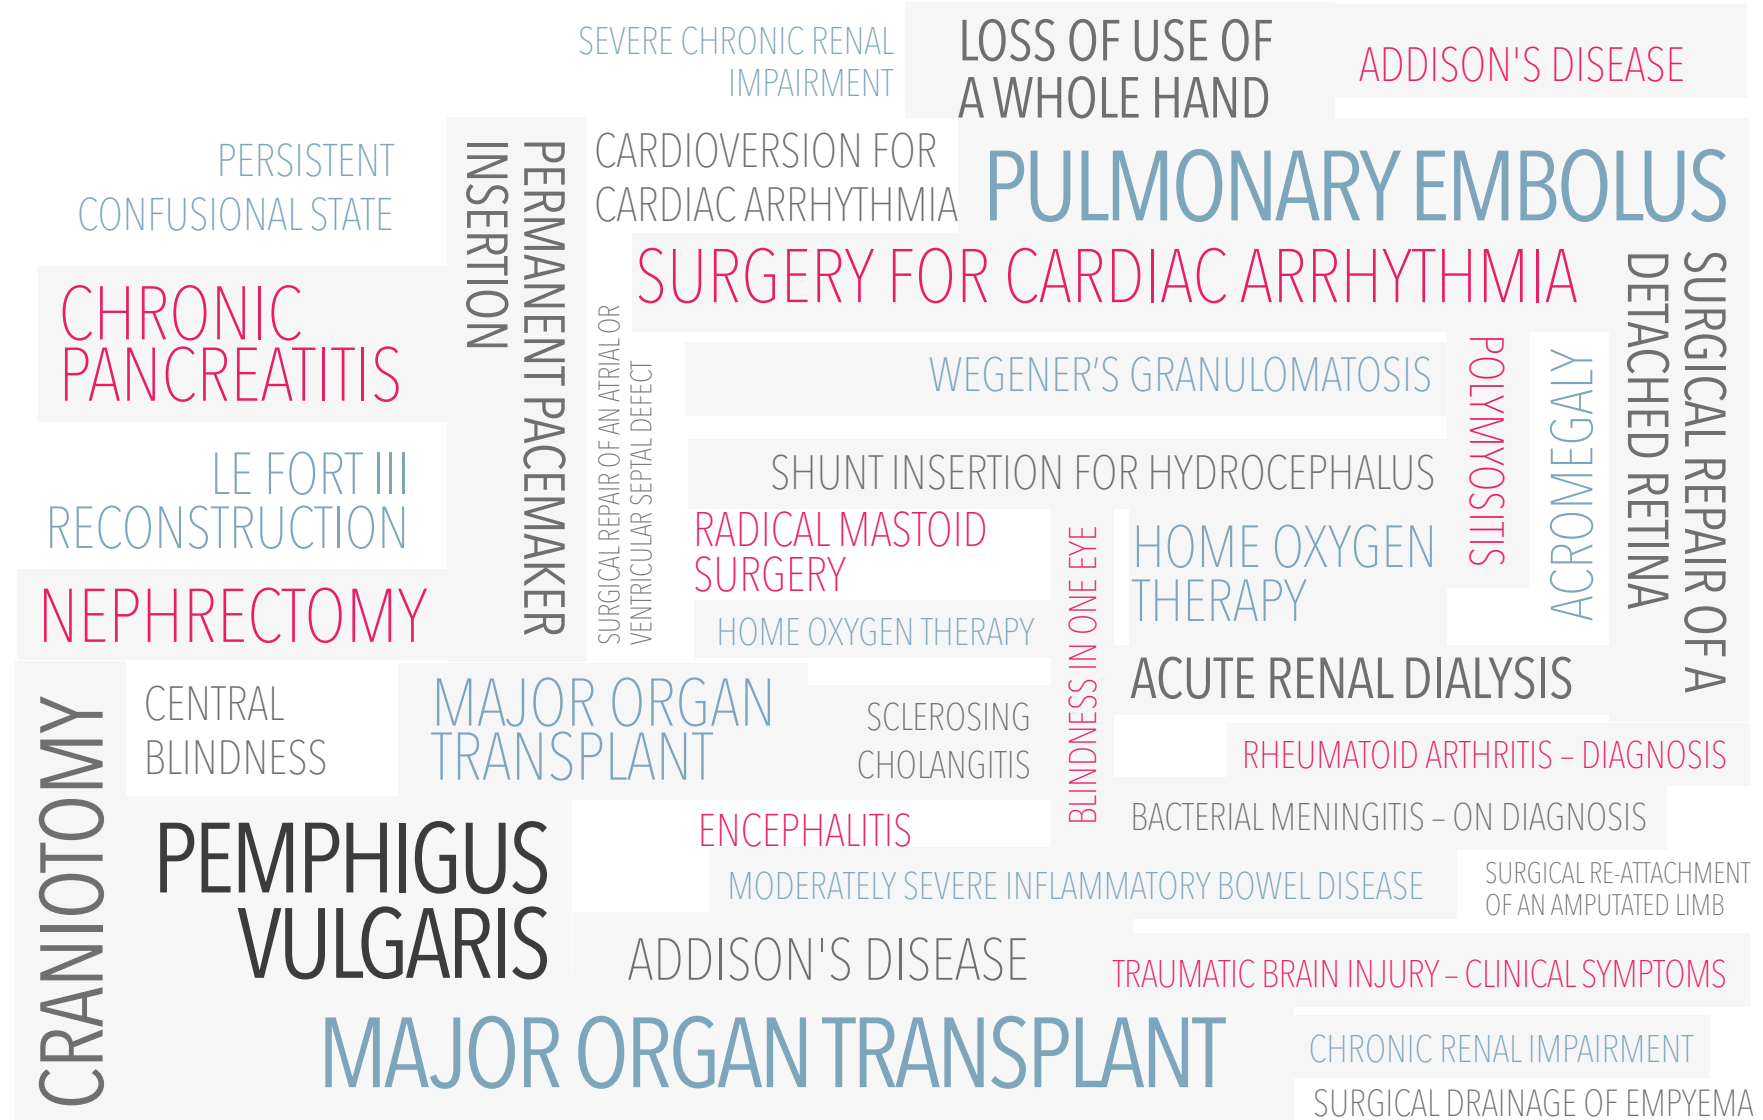 SEVERE CHRONIC RENAL
IMPAIRMENT
LOSS OF USE OF
A WHOLE HAND
ADDISON'S DISEASE
PERSISTENT
CONFUSIONAL STATE
PERMANENT PACEMAKER
INSERTION
CARDIOVERSION FOR
CARDIAC ARRHYTHMIA
PULMONARY EMBOLUS
SURGERY FOR CARDIAC ARRHYTHMIA
SURGICAL REPAIR OF A
DETACHED RETINA
CHRONIC
PANCREATITIS
SURGICAL REPAIR OF AN ATRIAL OR
VENTRICULAR SEPTAL DEFECT
WEGENER’S GRANULOMATOSIS
POLYMYOSITIS
ACROMEGALY
LE FORT III
RECONSTRUCTION
SHUNT INSERTION FOR HYDROCEPHALUS
RADICAL MASTOID
SURGERY
BLINDNESS IN ONE EYE
HOME OXYGEN
THERAPY
NEPHRECTOMY
HOME OXYGEN THERAPY
CRANIOTOMY
CENTRAL
BLINDNESS
MAJOR ORGAN
TRANSPLANT
SCLEROSING
CHOLANGITIS
ACUTE RENAL DIALYSIS
RHEUMATOID ARTHRITIS – DIAGNOSIS
PEMPHIGUS
VULGARIS
ENCEPHALITIS
BACTERIAL MENINGITIS – ON DIAGNOSIS
MODERATELY SEVERE INFLAMMATORY BOWEL DISEASE
SURGICAL RE-ATTACHMENT
OF AN AMPUTATED LIMB
ADDISON'S DISEASE
TRAUMATIC BRAIN INJURY – CLINICAL SYMPTOMS
MAJOR ORGAN TRANSPLANT
CHRONIC RENAL IMPAIRMENT
SURGICAL DRAINAGE OF EMPYEMA